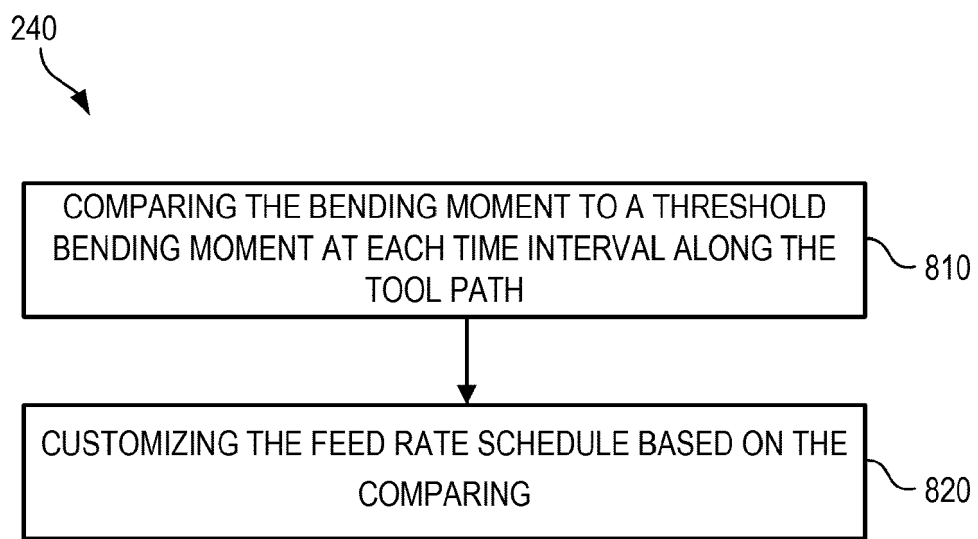 240
COMPARING THE BENDING MOMENT TO A THRESHOLD
BENDING MOMENT AT EACH TIME INTERVAL ALONG THE
TOOL PATH
810
CUSTOMIZING THE FEED RATE SCHEDULE BASED ON THE
COMPARING
820